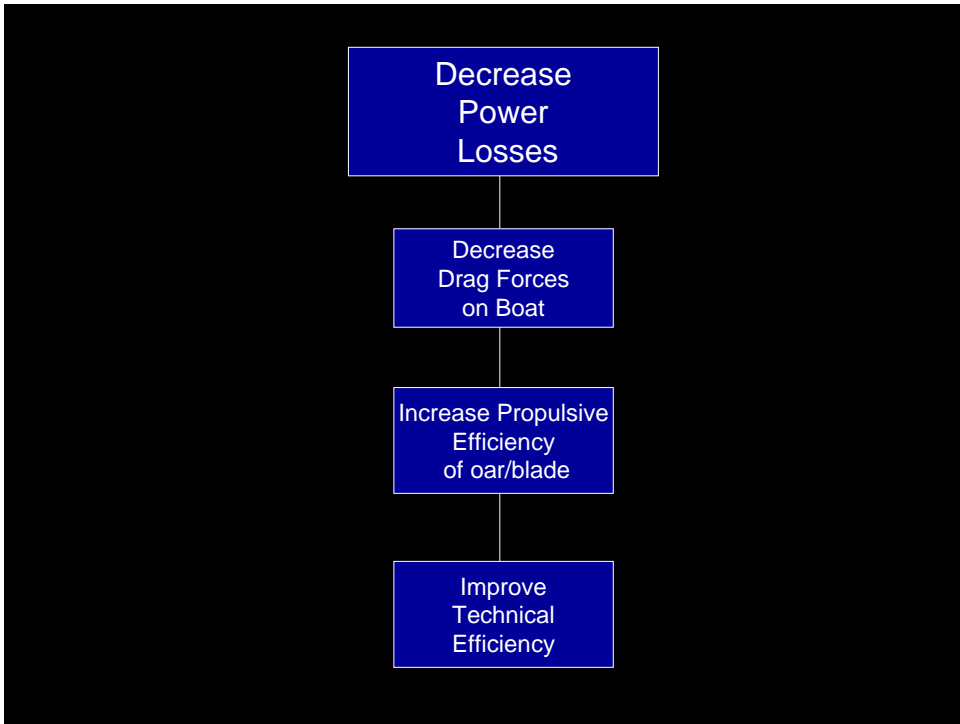 Decrease
Power
Losses
Decrease
Drag Forces
on Boat
Increase Propulsive
Efficiency
of oar/blade
Improve
Technical
Efficiency